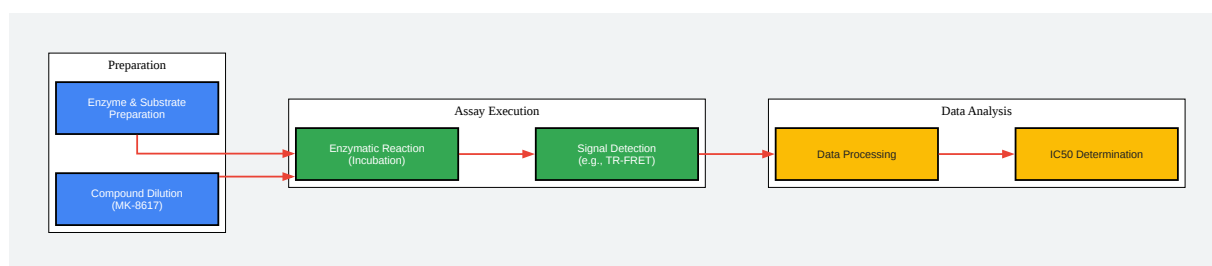 Preparation
Enzyme & Substrate
Preparation
Compound Dilution
(MK-8617)
Assay Execution
Enzymatic Reaction
(Incubation)
Signal Detection
(e.g., TR-FRET)
Data Analysis
Data Processing
IC50 Determination